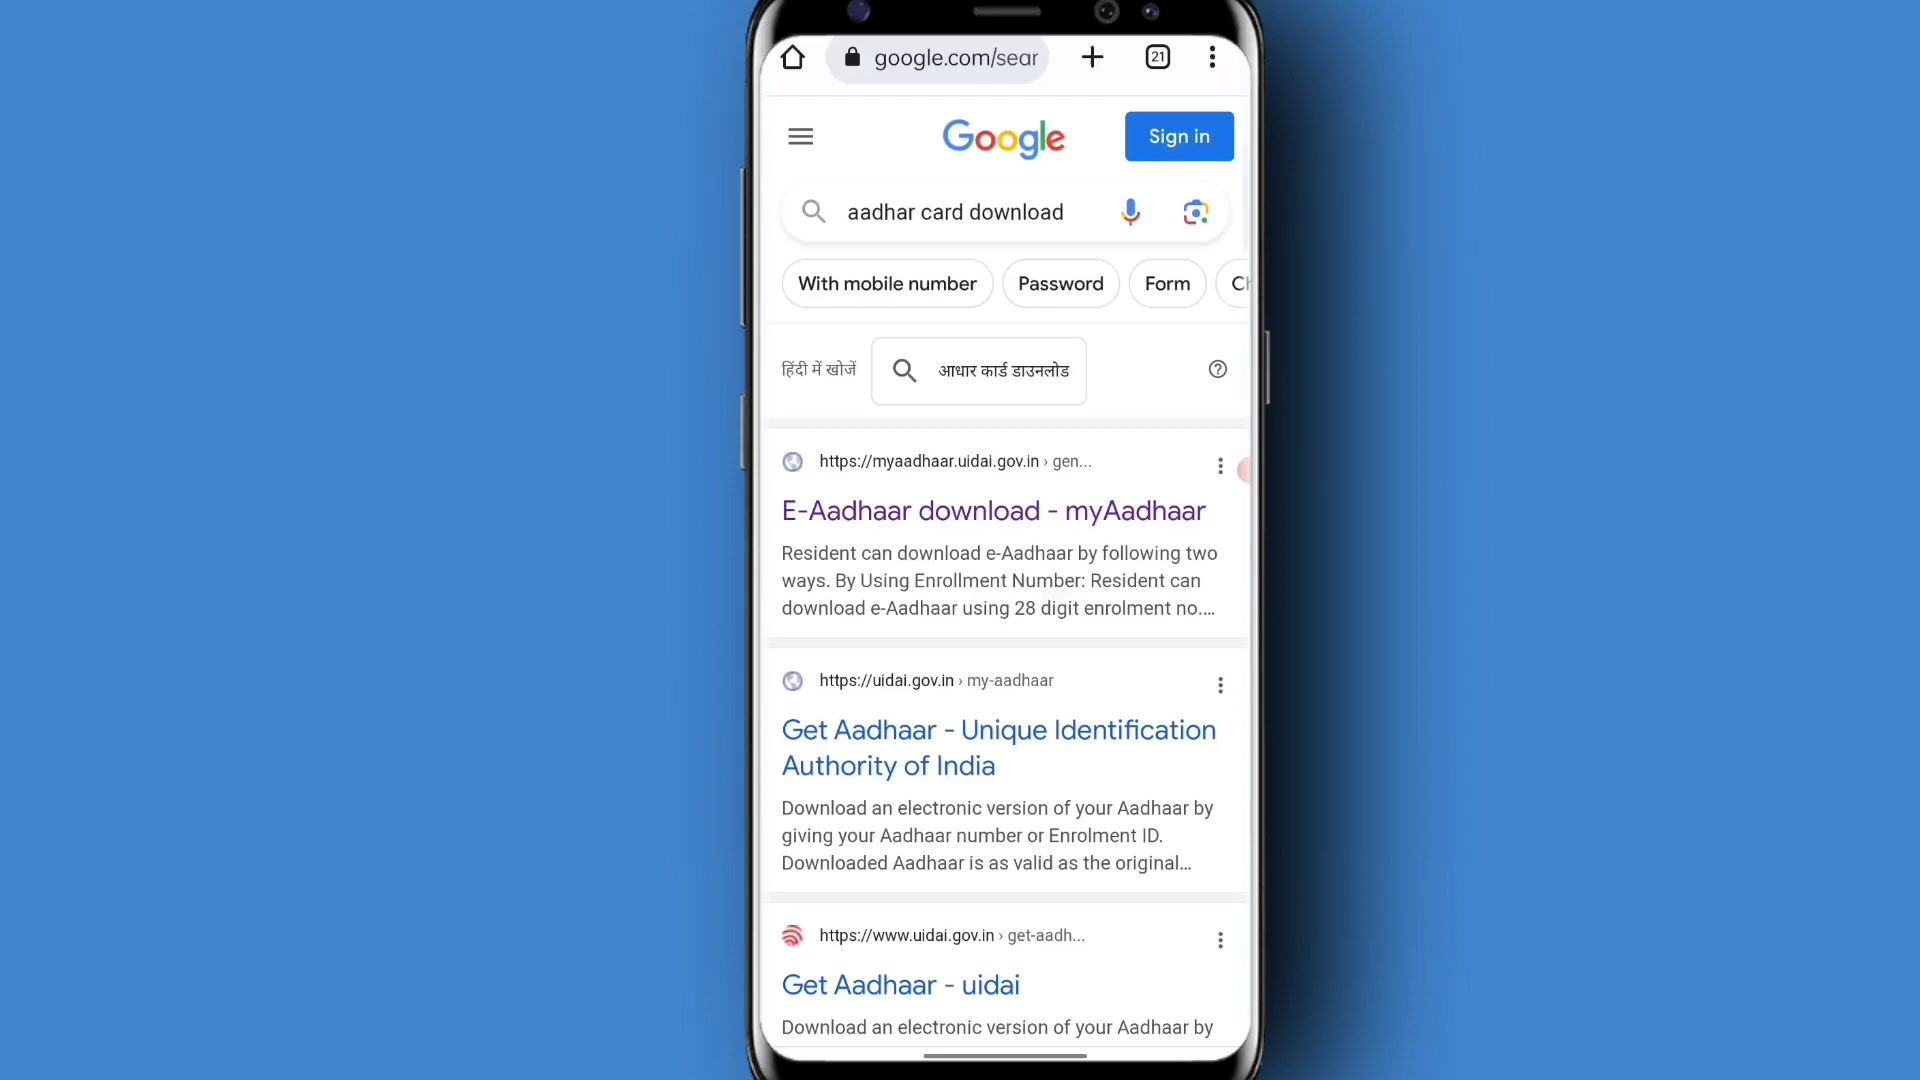 google.com/sear
21
Google
Sign in
aadhar card download
With mobile number
Password
Form
हिंदी में खोजें
आधार कार्ड डाउनलोड
https://myaadhaar.uidai.gov.in › gen...
E-Aadhaar download - myAadhaar
Resident can download e-Aadhaar by following two
ways. By Using Enrollment Number: Resident can
download e-Aadhaar using 28 digit enrolment no....
https://uidai.gov.in › my-aadhaar
Get Aadhaar - Unique Identification
Authority of India
Download an electronic version of your Aadhaar by
giving your Aadhaar number or Enrolment ID.
Downloaded Aadhaar is as valid as the original...
https://www.uidai.gov.in › get-aadh...
Get Aadhaar - uidai
Download an electronic version of your Aadhaar by